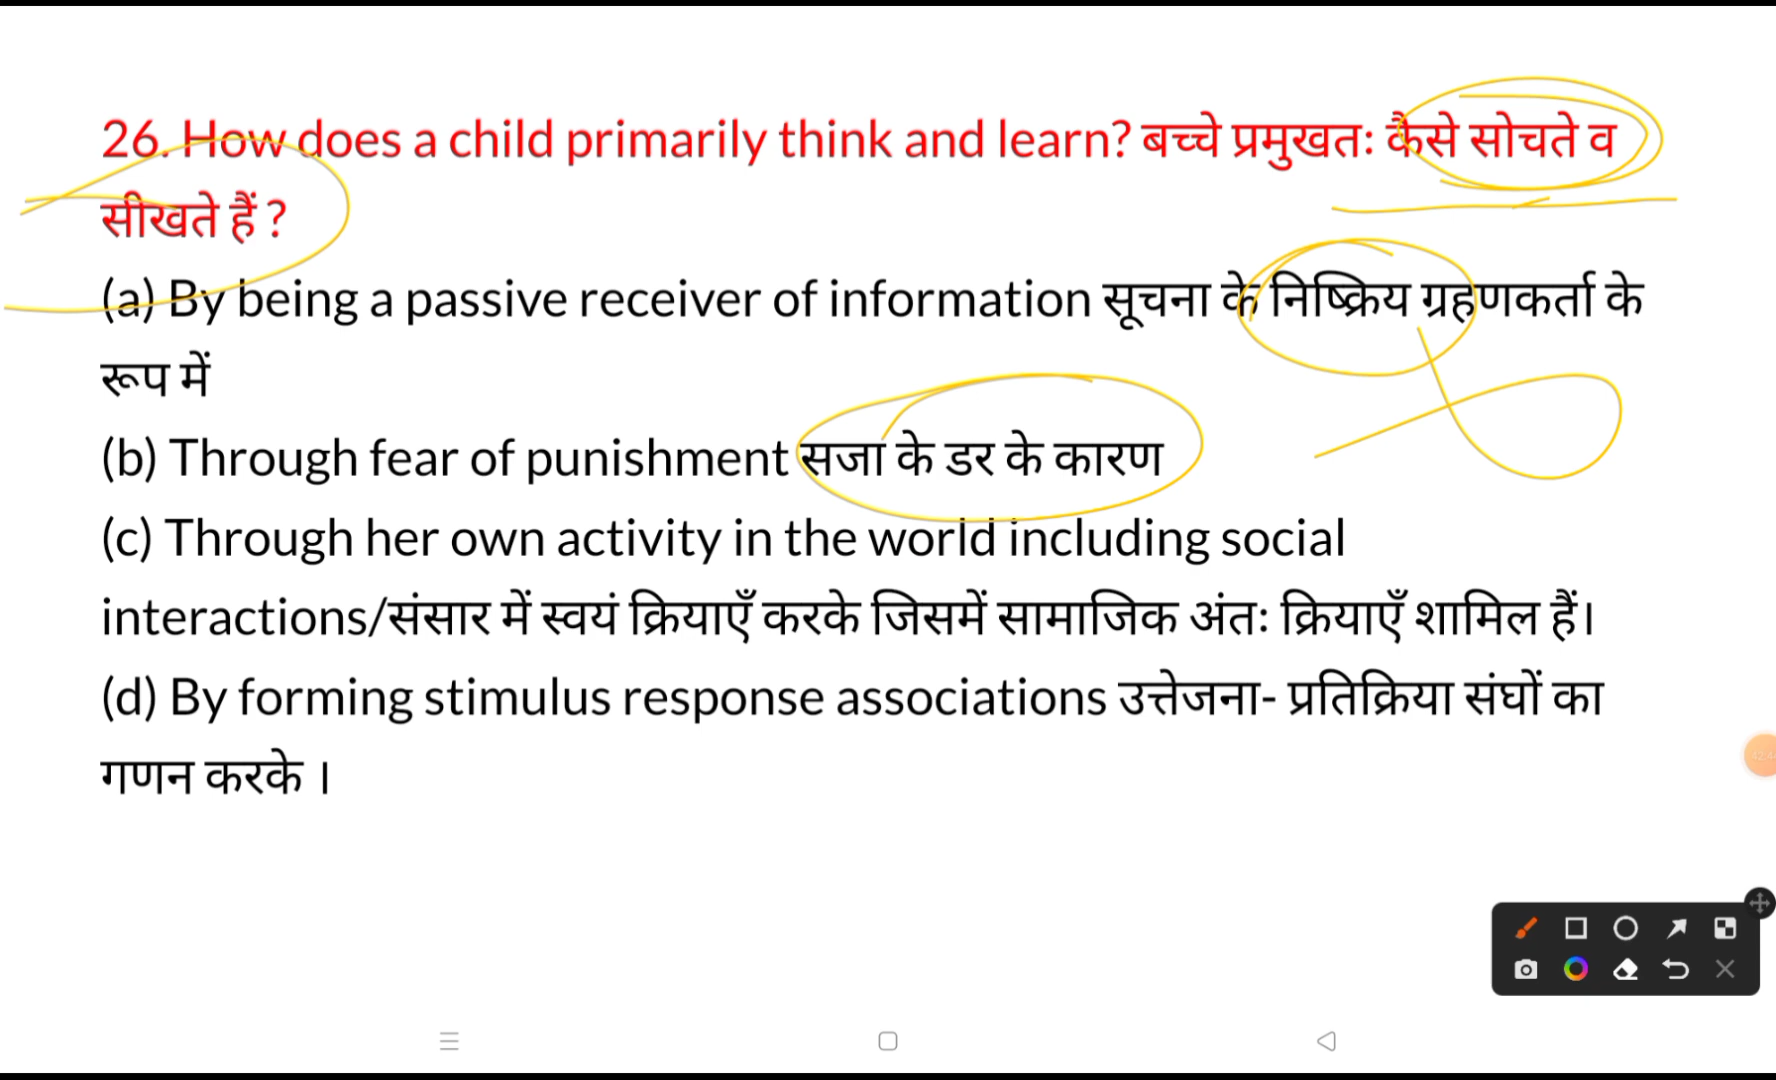 26. How does a child primarily think and learn? बच्चे प्रमुखतः कैसे सोचते व
सीखते हैं ?
(a) By being a passive receiver of information सूचना के निष्क्रिय ग्रहणकर्ता के
रूप में
(b) Through fear of punishment सजा के डर के कारण
(c) Through her own activity in the world including social
interactions/संसार में स्वयं क्रियाएँ करके जिसमें सामाजिक अंतः क्रियाएँ शामिल हैं।
(d) By forming stimulus response associations उत्तेजना- प्रतिक्रिया संघों का
गणन करके ।